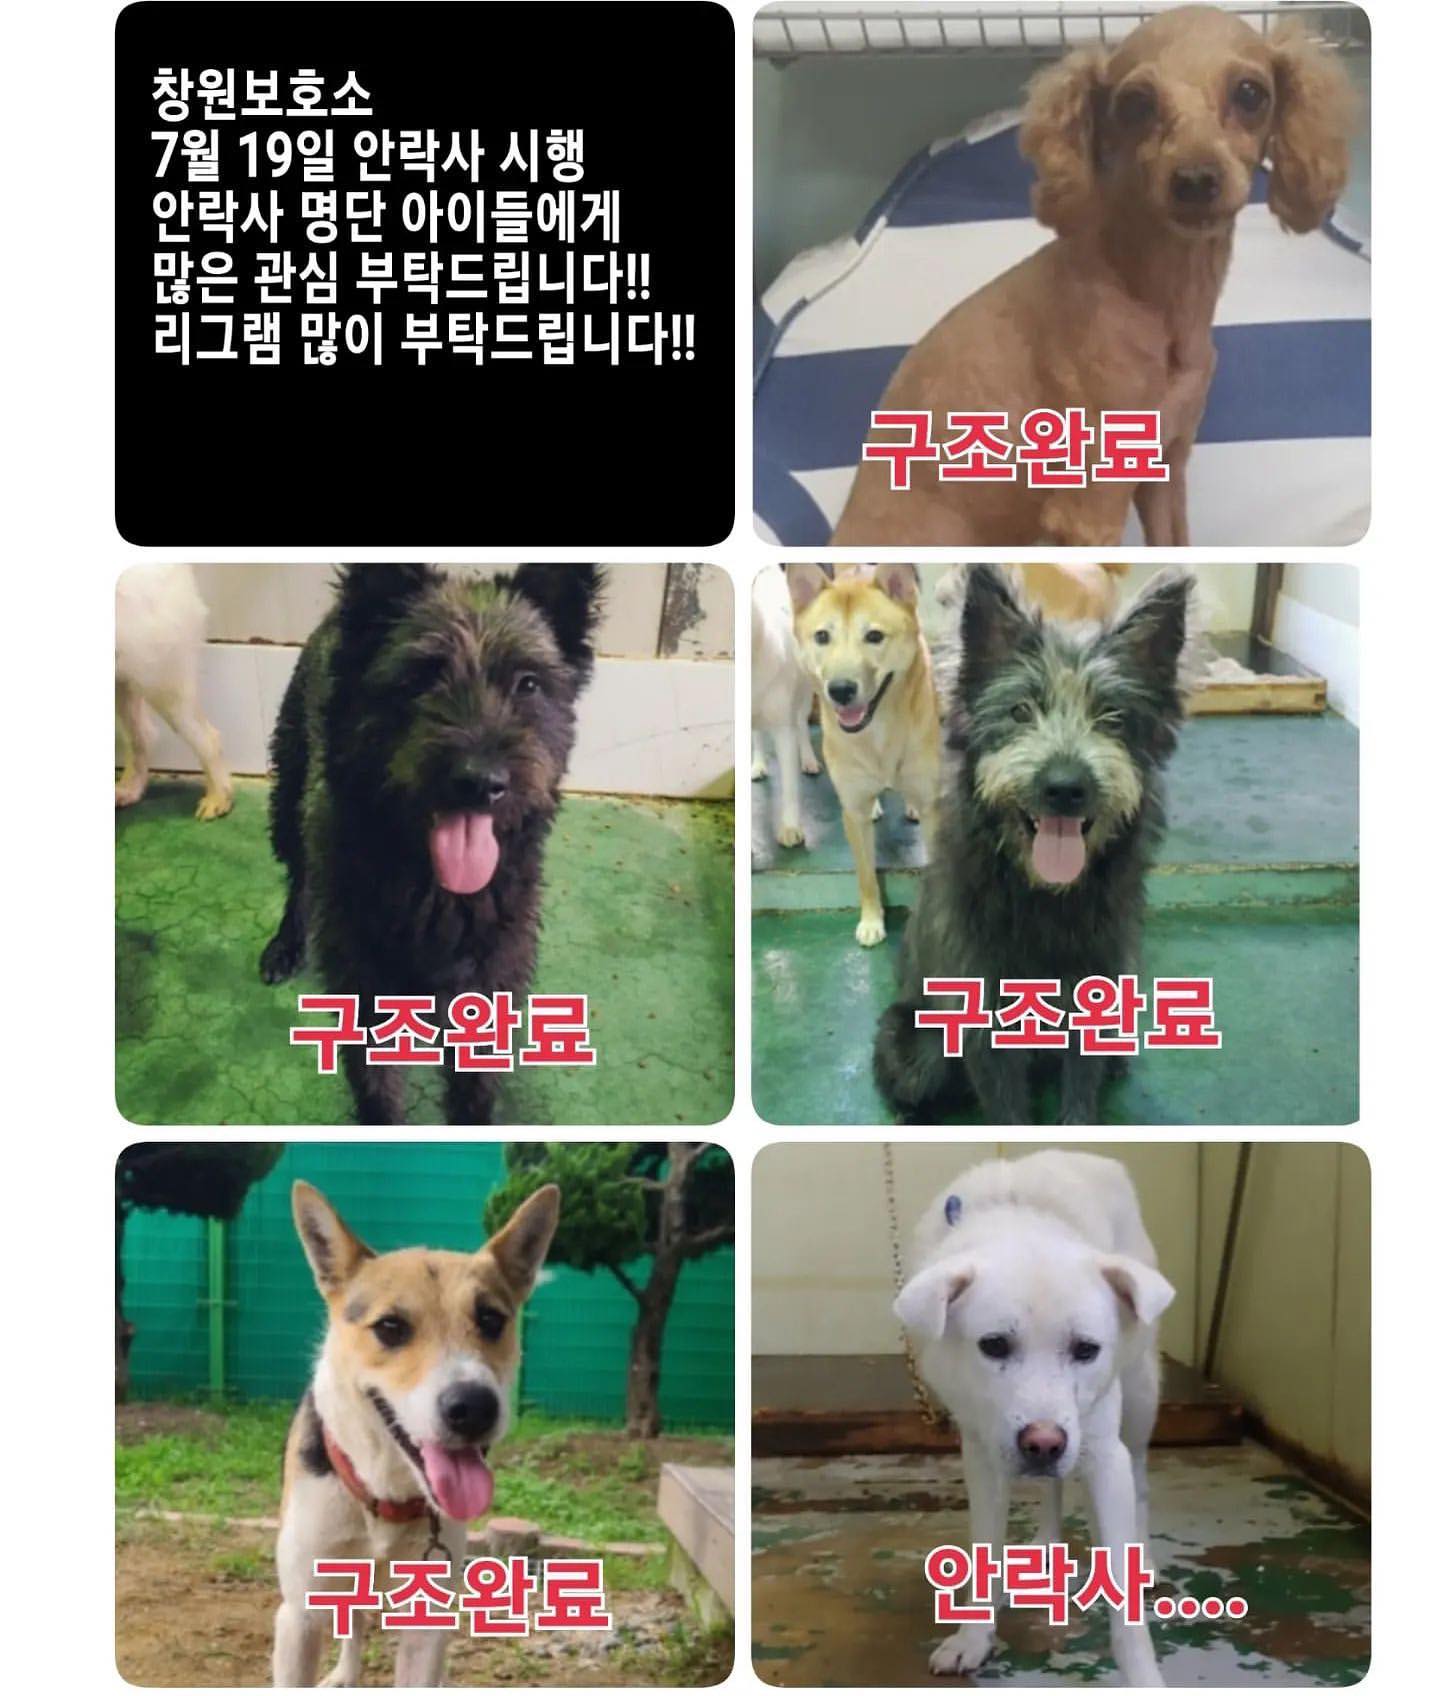 창원보호소
7월 19일 안락사 시행
안락사 명단 아이들에게
많은 관심 부탁드립니다!!
리그램 많이 부탁드립니다!!
구조완료
구조완료
구조완료
구조완료
안락사....